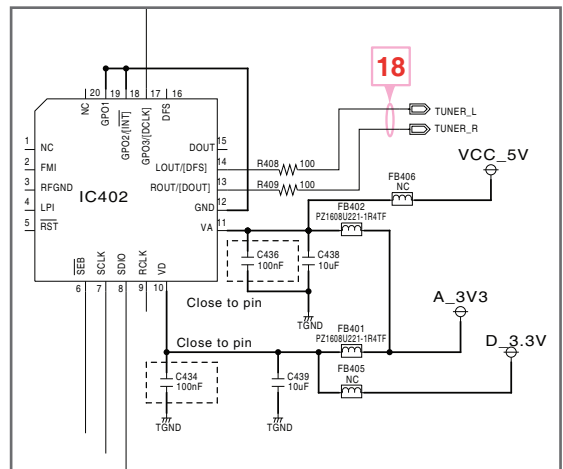 18
20
19
18
17
16
NC
GPO1
GPO2/[INT]
GPO3/[DCLK]
DFS
TUNER_L
TUNER_R
1
NC
DOUT
15
2
FMI
LOUT/[DFS]
14
R408
100
3
RFGND
ROUT/[DOUT]
13
R409
100
4
LPI
IC402
GND
12
5
RST
VA
11
VCC_5V
FB406
NC
FB402
PZ1608U221-1R4TF
SEB
SCLK
SDIO
RCLK
VD
6
7
8
9
10
C436
100nF
C438
10uF
Close to pin
TGND
A_3V3
D_3.3V
Close to pin
FB401
PZ1608U221-1R4TF
FB405
NC
C434
100nF
C439
10uF
TGND
TGND